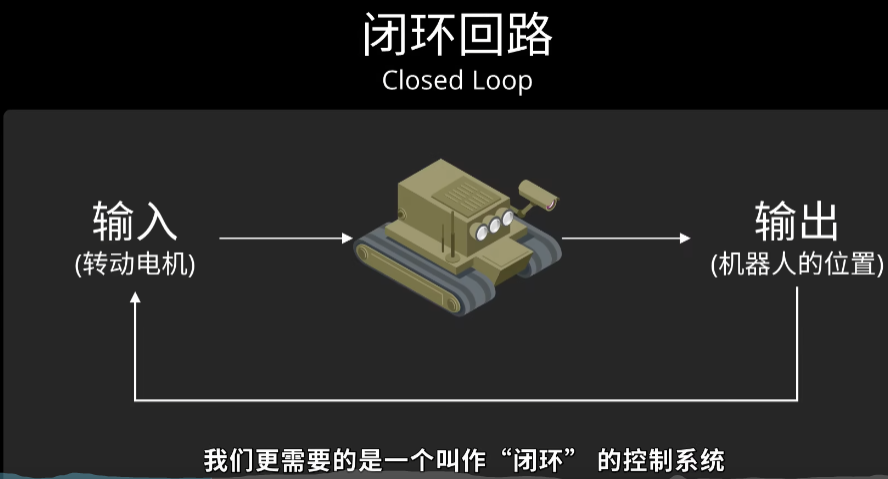 闭环回路
Closed Loop
输入
(转动电机)
输出
(机器人的位置)
我们更需要的是一个叫作“闭环” 的控制系统